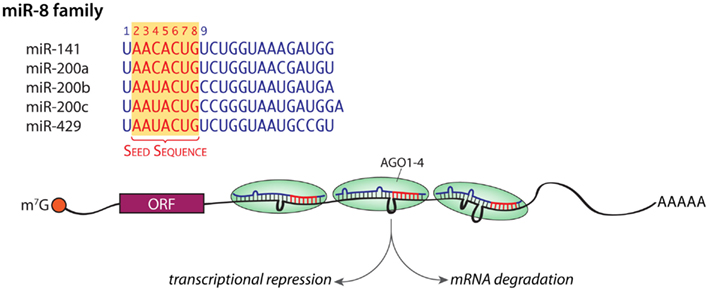 miR-8 family
1 2 3 4 5 6 7 8 9
miR-141 UAACACUGUCUGGUAAAGAUGG
miR-200a UAACACUGUCUGGUAACGAUGU
miR-200b UAAUACUGCCUGGUAAUGAUGA
miR-200c UAAUACUGCCGGGUAAUGAUGGA
miR-429 UAAUACUGUCUGGUAAUGCCGU
SEED SEQUENCE
AGO1-4
m⁷G ORF AAAAA
transcriptional repression mRNA degradation